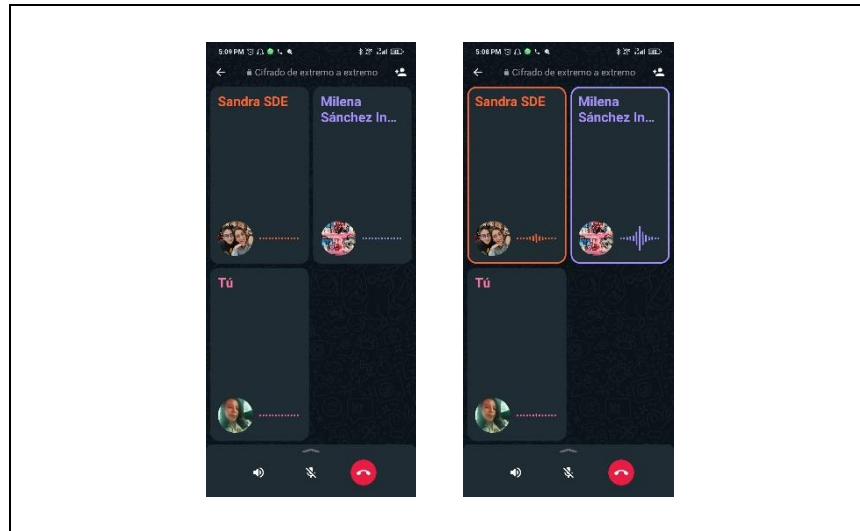 5:09 PM
Cifrado de extremo a extremo
Sandra SDE
Milena
Sánchez In...
Tú
5:08 PM
Cifrado de extremo a extremo
Sandra SDE
Milena
Sánchez In...
Tú